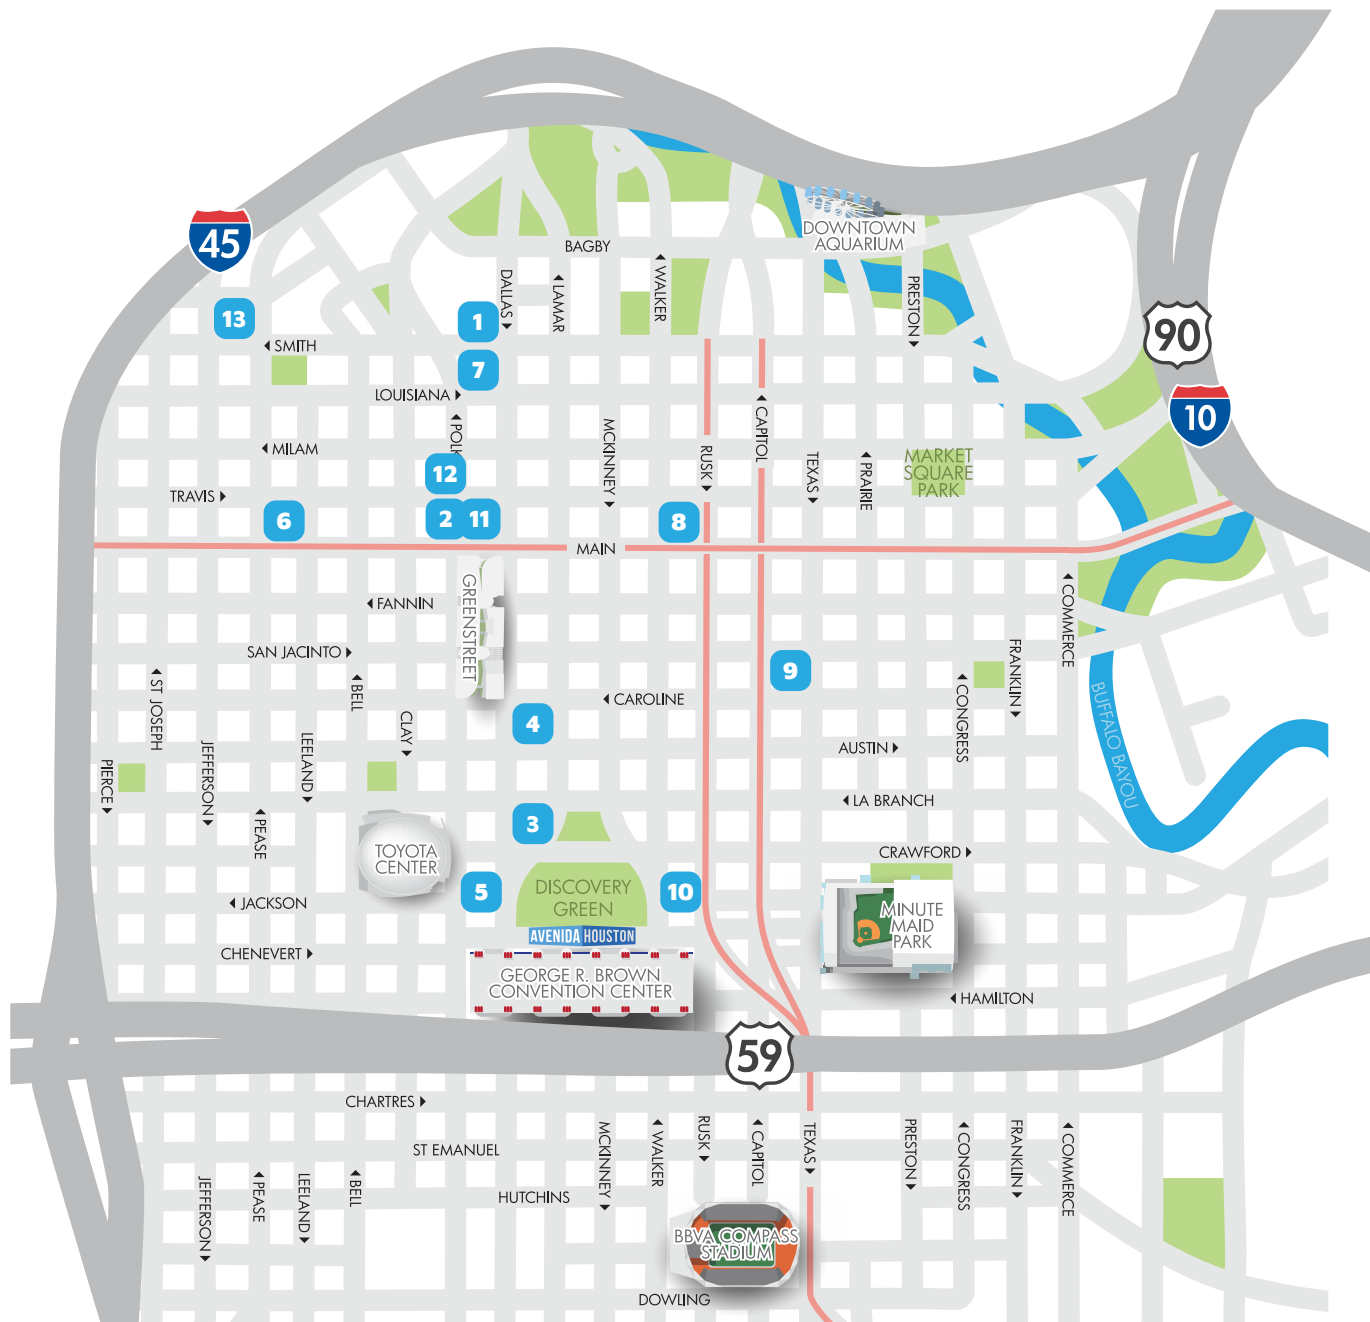 45
BAGBY
DOWNTOWN
AQUARIUM
DALLAS
LAMAR
WALKER
PRESTON
90
13
1
SMITH
7
LOUISIANA
10
POLK
MCKINNEY
RUSK
CAPITOL
TEXAS
PRAIRIE
MARKET
SQUARE
PARK
MILAM
12
TRAVIS
6
2
11
8
MAIN
GREENSTREET
FANNIN
COMMERCE
SAN JACINTO
FRANKLIN
9
ST JOSEPH
BELL
CAROLINE
CONGRESS
BUFFALO BAYOU
4
CLAY
AUSTIN
PIERCE
JEFFERSON
LEELAND
LA BRANCH
PEASE
3
TOYOTA
CENTER
CRAWFORD
5
DISCOVERY
GREEN
10
JACKSON
MINUTE
MAID
PARK
AVENIDA HOUSTON
CHENEVERT
GEORGE R. BROWN
CONVENTION CENTER
HAMILTON
59
CHARTRES
MCKINNEY
WALKER
RUSK
CAPITOL
TEXAS
PRESTON
CONGRESS
FRANKLIN
COMMERCE
ST EMANUEL
JEFFERSON
PEASE
LEELAND
BELL
HUTCHINS
BBVA COMPASS
STADIUM
DOWLING